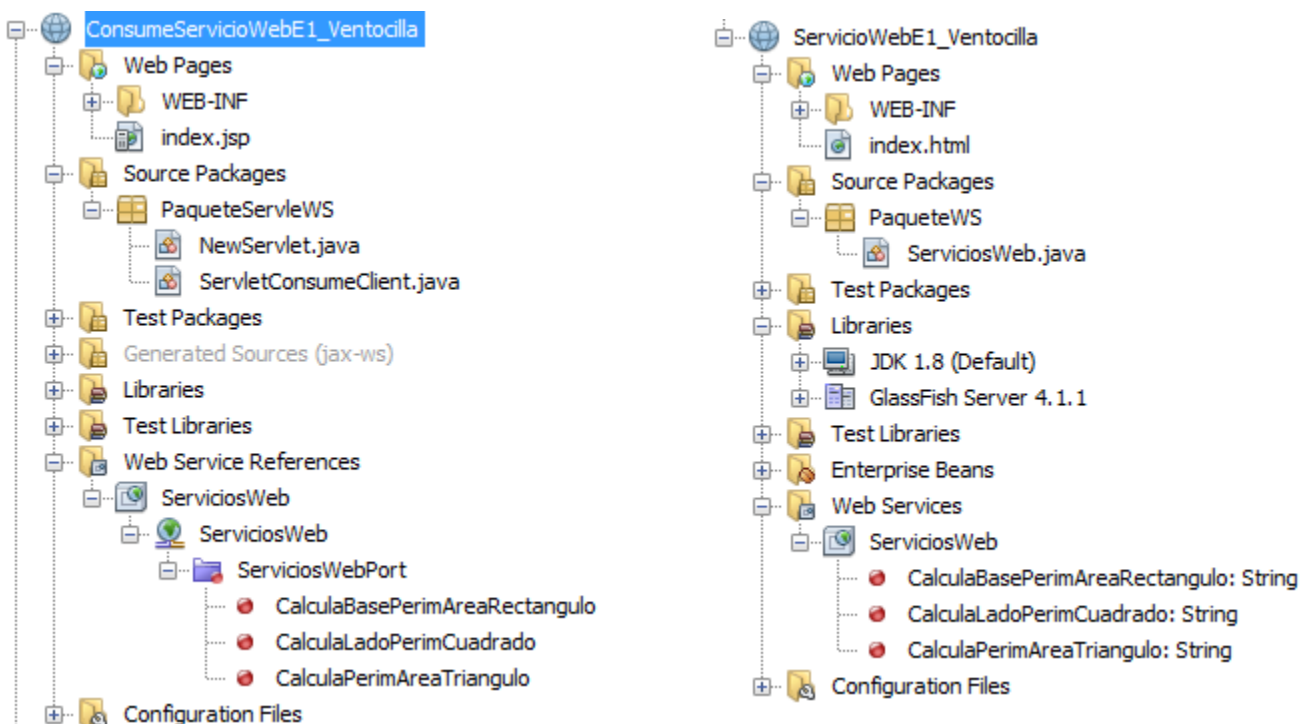 ConsumeServicioWebE1_Ventocilla
Web Pages
WEB-INF
index.jsp
Source Packages
PaqueteServleWS
NewServlet.java
ServletConsumeClient.java
Test Packages
Generated Sources (jax-ws)
Libraries
Test Libraries
Web Service References
ServiciosWeb
ServiciosWeb
ServiciosWebPort
CalculaBasePerimAreaRectangulo
CalculaLadoPerimCuadrado
CalculaPerimAreaTriangulo
Configuration Files
ServicioWebE1_Ventocilla
Web Pages
WEB-INF
index.html
Source Packages
PaqueteWS
ServiciosWeb.java
Test Packages
Libraries
JDK 1.8 (Default)
GlassFish Server 4.1.1
Test Libraries
Enterprise Beans
Web Services
ServiciosWeb
CalculaBasePerimAreaRectangulo: String
CalculaLadoPerimCuadrado: String
CalculaPerimAreaTriangulo: String
Configuration Files